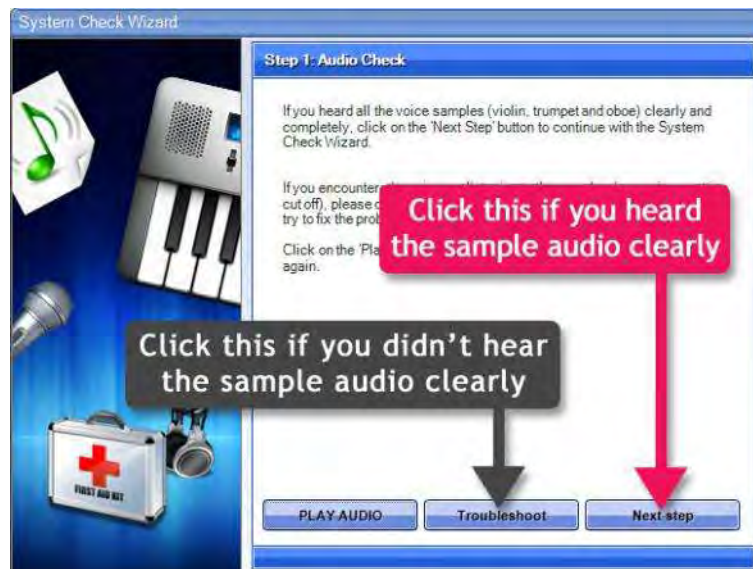 System Check Wizard
Step 1: Audio Check
If you heard all the voice samples (violin, trumpet and oboe) clearly and
completely, click on the 'Next Step' button to continue with the System
Check Wizard.
If you encounter
cut off), please
try to fix the
Click on the
again.
Click this if you heard
the sample audio clearly
Click this if you didn't hear
the sample audio clearly
FIRST AID KIT
PLAY AUDIO
Troubleshoot
Next step